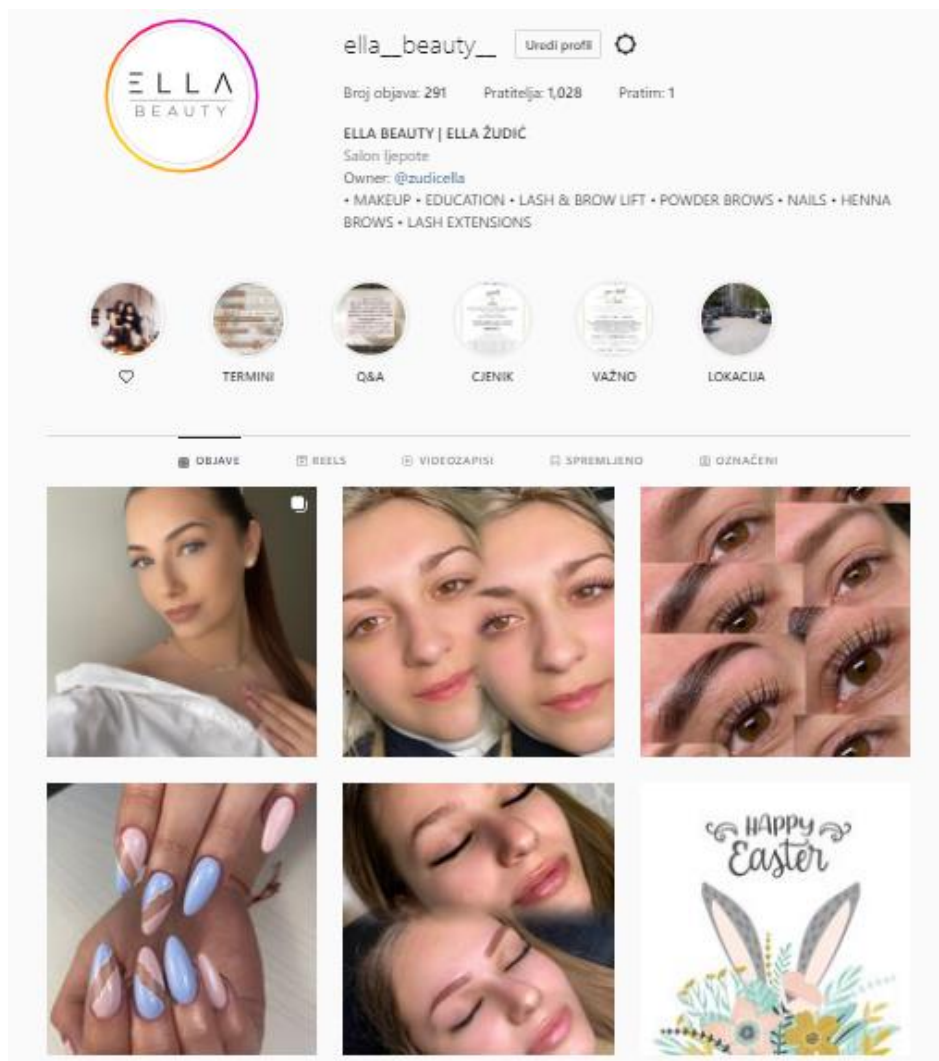 ELLA
BEAUTY
ella__beauty__ Uredi profil
Broj objava: 291 Pratitelja: 1,028 Pratim: 1
ELLA BEAUTY | ELLA ŽUDIĆ
Salon ljepote
Owner: @zudicella
• MAKEUP • EDUCATION • LASH & BROW LIFT • POWDER BROWS • NAILS • HENNA
BROWS • LASH EXTENSIONS
TERMINI Q&A CJENIK VAŽNO LOKACIJA
OBJAVE REELS VIDEOZAPISI SPREMLJENO OZNAČENI
HAPPY
Easter